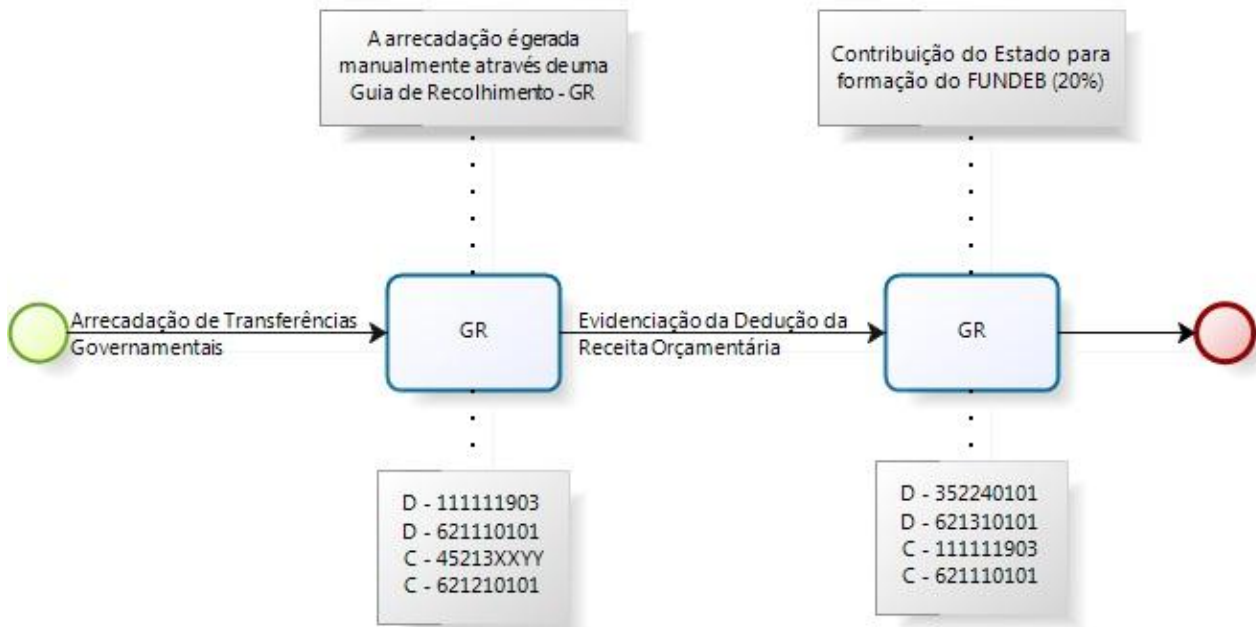 A arrecadação é gerada
manualmente através de uma
Guia de Recolhimento - GR
Contribuição do Estado para
formação do FUNDEB (20%)
Arrecadação de Transferências
Governamentais
GR
Evidenciação da Dedução da
Receita Orçamentária
GR
D - 111111903
D - 621110101
C - 45213XXYY
C - 621210101
D - 352240101
D - 621310101
C - 111111903
C - 621110101